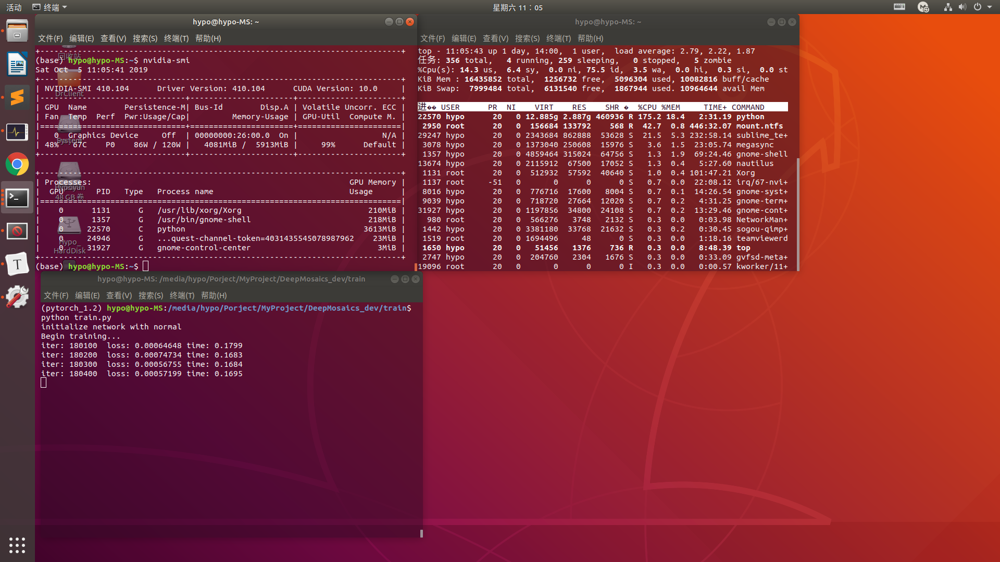 活动 终端 星期六 11：05
hypo@hypo-MS: ~
文件(F) 编辑(E) 查看(V) 搜索(S) 终端(T) 帮助(H)
+-----------------------------------------------------------------------------+
(base) hypo@hypo-MS:~$ nvidia-smi
Sat Oct  5 11:05:41 2019
+-----------------------------------------------------------------------------+
| NVIDIA-SMI 410.104      Driver Version: 410.104      CUDA Version: 10.0     |
|-------------------------------+----------------------+----------------------+
| GPU  Name        Persistence-M| Bus-Id        Disp.A | Volatile Uncorr. ECC |
| Fan  Temp  Perf  Pwr:Usage/Cap|         Memory-Usage | GPU-Util  Compute M. |
|===============================+======================+======================|
|   0  Graphics Device     Off  | 00000000:26:00.0  On |                  N/A |
| 48%   67C    P0    86W / 120W |   4081MiB /  5913MiB |     99%      Default |
+-------------------------------+----------------------+----------------------+
+-----------------------------------------------------------------------------+
| Processes:                                                       GPU Memory |
|  GPU       PID   Type   Process name                             Usage      |
|=============================================================================|
|    0      1131      G   /usr/lib/xorg/Xorg                           210MiB |
|    0      1357      G   /usr/bin/gnome-shell                         218MiB |
|    0     22570      C   python                                      3613MiB |
|    0     24946      G   ...quest-channel-token=4031435545078987962    23MiB |
|    0     31927      G   gnome-control-center                           3MiB |
+-----------------------------------------------------------------------------+
(base) hypo@hypo-MS:~$
回收站
DrClient
System
Hypoyun
48 GB 卷
Hypo_
HardDisk
hypo@hypo-MS: ~
文件(F) 编辑(E) 查看(V) 搜索(S) 终端(T) 帮助(H)
top - 11:05:43 up 1 day, 14:00,  1 user,  load average: 2.79, 2.22, 1.87
任务: 356 total,   4 running, 259 sleeping,   0 stopped,   5 zombie
%Cpu(s): 14.3 us,  6.4 sy,  0.0 ni, 75.5 id,  3.5 wa,  0.0 hi,  0.3 si,  0.0 st
KiB Mem : 16435852 total,  1256732 free,  5096304 used, 10082816 buff/cache
KiB Swap:  7999484 total,  6131540 free,  1867944 used. 10964644 avail Mem
进�� USER      PR  NI    VIRT    RES    SHR �  %CPU %MEM     TIME+ COMMAND
22570 hypo      20   0 12.885g 2.887g 460936 R 175.2 18.4   2:31.19 python
2950 root      20   0  156684 133792    568 R  42.7  0.8 446:32.07 mount.ntfs
29247 hypo      20   0 2343684 862888  53628 S  21.5  5.3 232:58.14 sublime_te+
3078 hypo      20   0 1373040 250608  15976 S   3.6  1.5  23:05.74 megasync
1357 hypo      20   0 4859464 315024  64756 S   1.3  1.9  69:24.46 gnome-shell
13674 hypo      20   0 2115912  67500  17052 S   1.3  0.4   5:27.60 nautilus
1131 root      20   0  512932  57592  40640 S   1.0  0.4 101:47.21 Xorg
1137 root     -51   0       0      0      0 S   0.7  0.0  22:08.12 irq/67-nvi+
8016 hypo      20   0  776716  17600   8004 S   0.7  0.1  14:26.54 gnome-syst+
9039 hypo      20   0  718720  27664  12020 S   0.7  0.2   4:31.25 gnome-term+
31927 hypo      20   0 1197856  34800  24108 S   0.7  0.2  13:29.46 gnome-cont+
980 root      20   0  566276   3748   2132 S   0.3  0.0   0:03.98 NetworkMan+
1442 hypo      20   0 3381180  33768  21632 S   0.3  0.2   0:30.45 sogou-qimp+
1519 root      20   0 1694496     48      0 S   0.3  0.0   1:18.16 teamviewerd
1650 hypo      20   0   51456   1376    736 R   0.3  0.0   8:48.39 top
2747 hypo      20   0  204760   2304   1676 S   0.3  0.0   0:33.09 gvfsd-meta+
19096 root      20   0       0      0      0 I   0.3  0.0   0:00.57 kworker/11+
hypo@hypo-MS: /media/hypo/Porject/MyProject/DeepMosaics_dev/train
文件(F) 编辑(E) 查看(V) 搜索(S) 终端(T) 帮助(H)
(pytorch_1.2) hypo@hypo-MS:/media/hypo/Porject/MyProject/DeepMosaics_dev/train$
python train.py
initialize network with normal
Begin training...
iter: 180100  loss: 0.00064648 time: 0.1799
iter: 180200  loss: 0.00074734 time: 0.1683
iter: 180300  loss: 0.00056755 time: 0.1684
iter: 180400  loss: 0.00057199 time: 0.1695